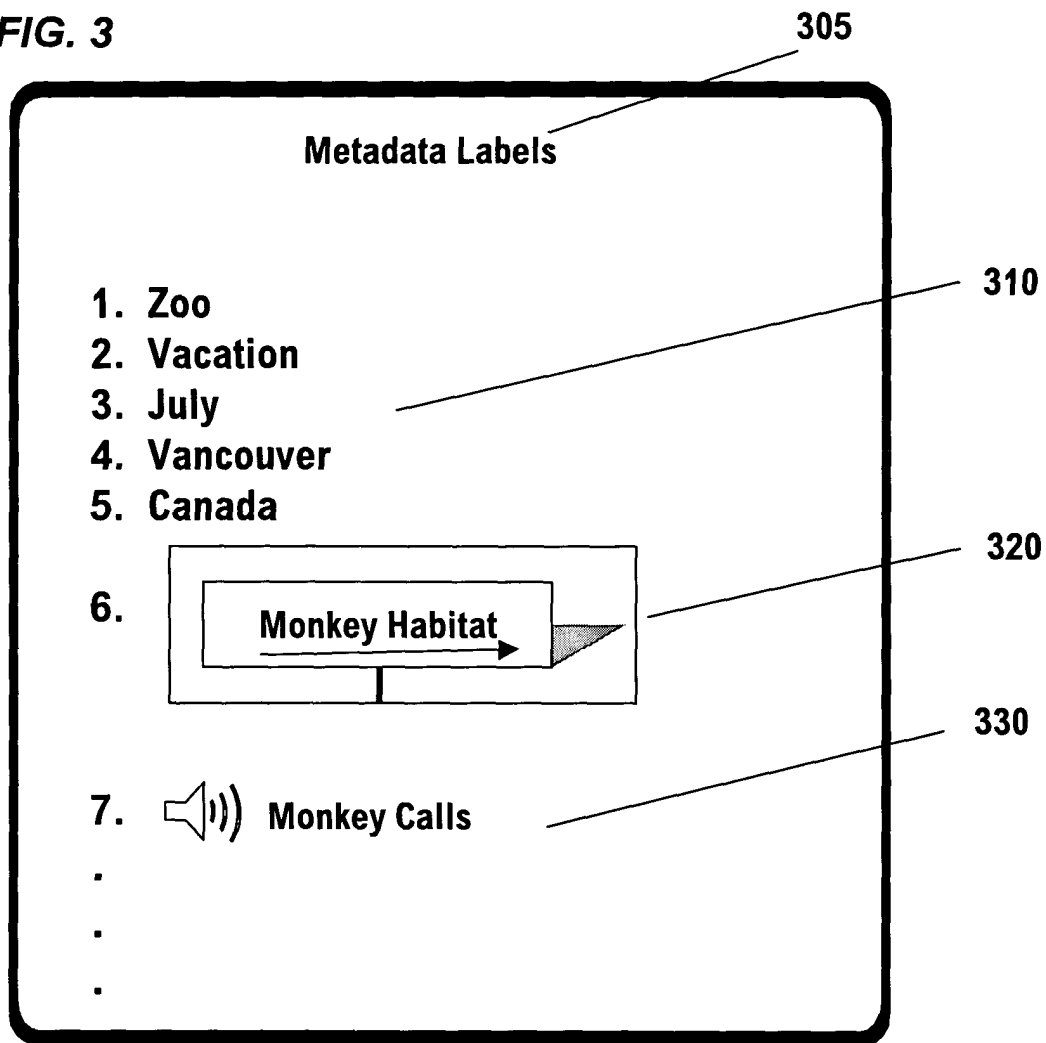 FIG. 3
305
Metadata Labels
310
1. Zoo
2. Vacation
3. July
4. Vancouver
5. Canada
320
6. Monkey Habitat
330
7. Monkey Calls
.
.
.